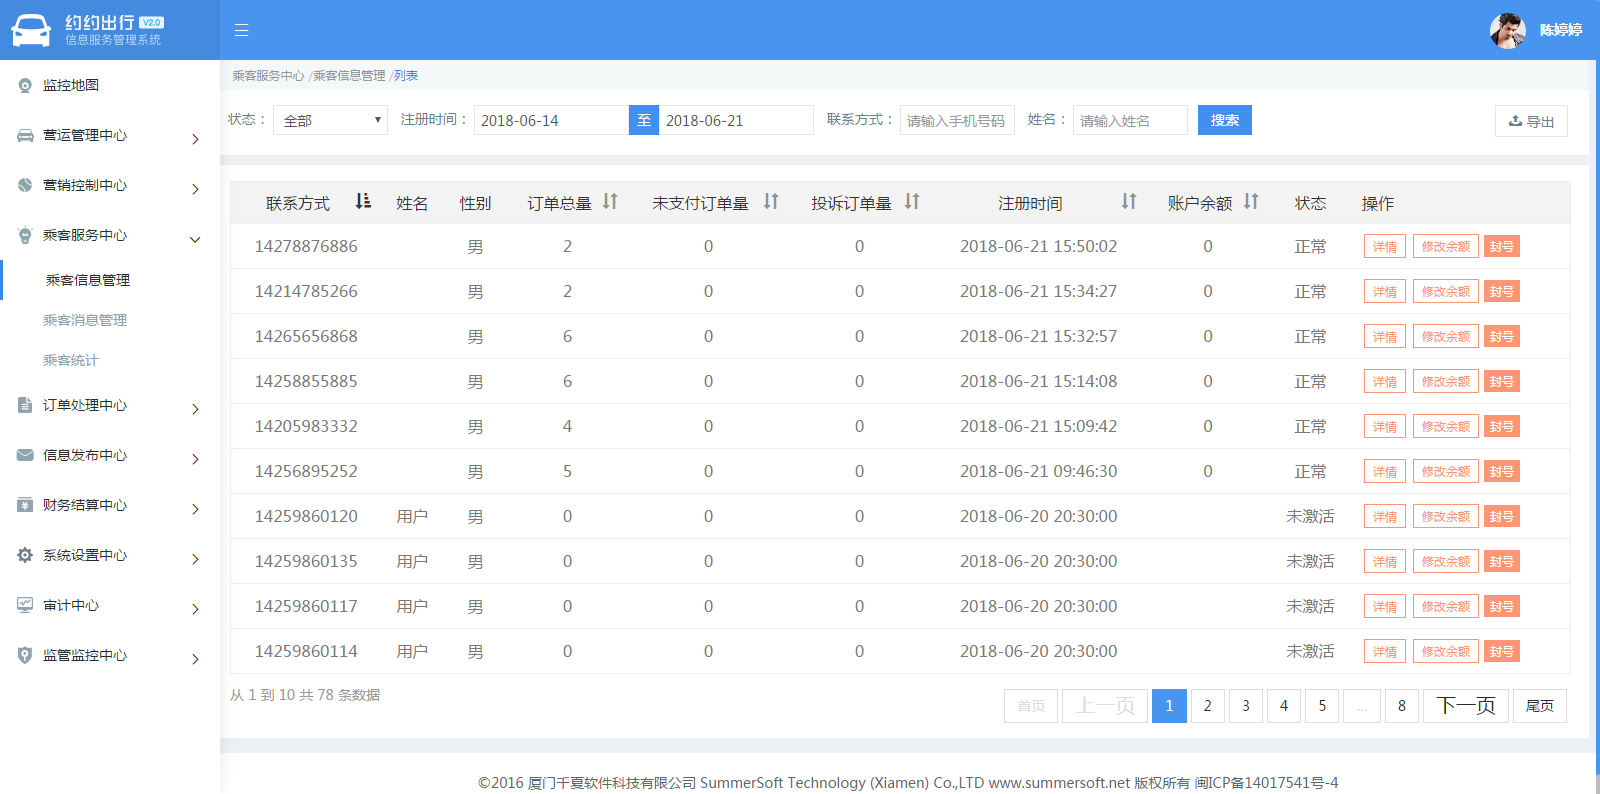 约约出行 V2.0
信息服务管理系统
陈婷婷
监控地图
营运管理中心
营销控制中心
乘客服务中心
乘客信息管理
乘客消息管理
乘客统计
订单处理中心
信息发布中心
财务结算中心
系统设置中心
审计中心
监管监控中心
乘客服务中心 /乘客信息管理 /列表
状态： 全部 注册时间： 2018-06-14 至 2018-06-21 联系方式： 请输入手机号码 姓名： 请输入姓名 搜索 导出
联系方式 姓名 性别 订单总量 未支付订单量 投诉订单量 注册时间 账户余额 状态 操作
14278876886 男 2 0 0 2018-06-21 15:50:02 0 正常 详情 修改余额 封号
14214785266 男 2 0 0 2018-06-21 15:34:27 0 正常 详情 修改余额 封号
14265656868 男 6 0 0 2018-06-21 15:32:57 0 正常 详情 修改余额 封号
14258855885 男 6 0 0 2018-06-21 15:14:08 0 正常 详情 修改余额 封号
14205983332 男 4 0 0 2018-06-21 15:09:42 0 正常 详情 修改余额 封号
14256895252 男 5 0 0 2018-06-21 09:46:30 0 正常 详情 修改余额 封号
14259860120 用户 男 0 0 0 2018-06-20 20:30:00 未激活 详情 修改余额 封号
14259860135 用户 男 0 0 0 2018-06-20 20:30:00 未激活 详情 修改余额 封号
14259860117 用户 男 0 0 0 2018-06-20 20:30:00 未激活 详情 修改余额 封号
14259860114 用户 男 0 0 0 2018-06-20 20:30:00 未激活 详情 修改余额 封号
从 1 到 10 共 78 条数据
首页 上一页 1 2 3 4 5 ... 8 下一页 尾页
©2016 厦门千夏软件科技有限公司 SummerSoft Technology (Xiamen) Co.,LTD www.summersoft.net 版权所有 闽ICP备14017541号-4